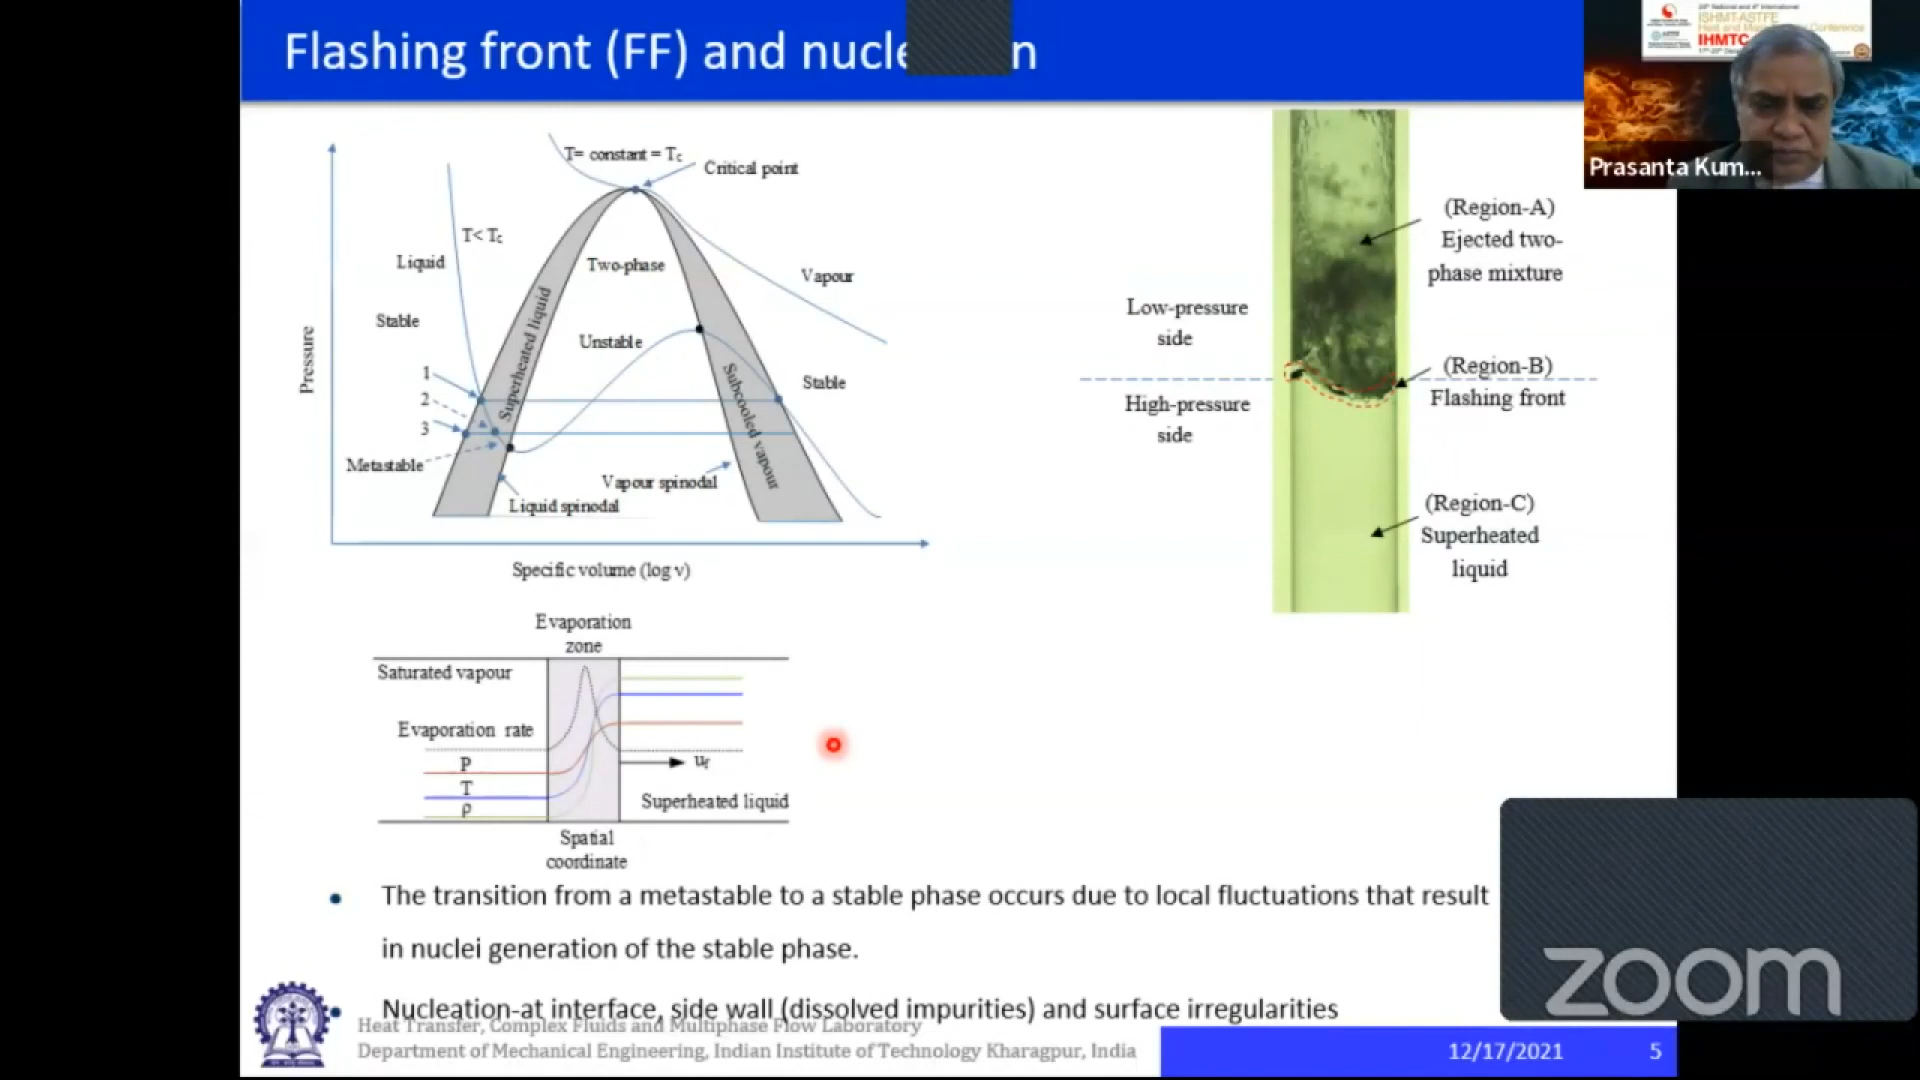 Flashing front (FF) and nucle n
ISHMT-ASTFE
IHMTC
Prasanta Kum...
T= constant = Tc
Critical point
T< Tc
Liquid
Two-phase
Vapour
Stable
Superheated liquid
Unstable
Pressure
1
2
3
Stable
Subcooled vapour
Metastable
Vapour spinodal
Liquid spinodal
Specific volume (log v)
(Region-A)
Ejected two-
phase mixture
Low-pressure
side
(Region-B)
Flashing front
High-pressure
side
(Region-C)
Superheated
liquid
Evaporation
zone
Saturated vapour
Evaporation rate
P
T
ρ
uf
Superheated liquid
Spatial
coordinate
• The transition from a metastable to a stable phase occurs due to local fluctuations that result
in nuclei generation of the stable phase.
• Nucleation-at interface, side wall (dissolved impurities) and surface irregularities
Heat Transfer, Complex Fluids and Multiphase Flow Laboratory
Department of Mechanical Engineering, Indian Institute of Technology Kharagpur, India
12/17/2021
5
zoom